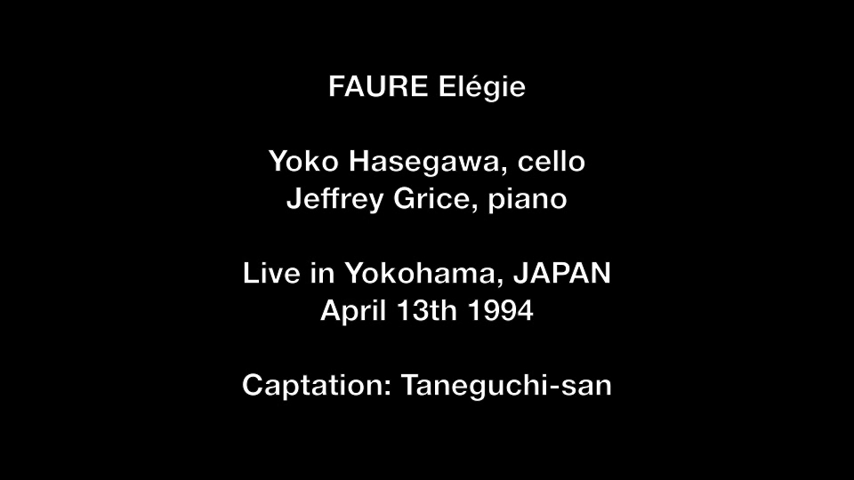 FAURE Elégie
Yoko Hasegawa, cello
Jeffrey Grice, piano
Live in Yokohama, JAPAN
April 13th 1994
Captation: Taneguchi-san